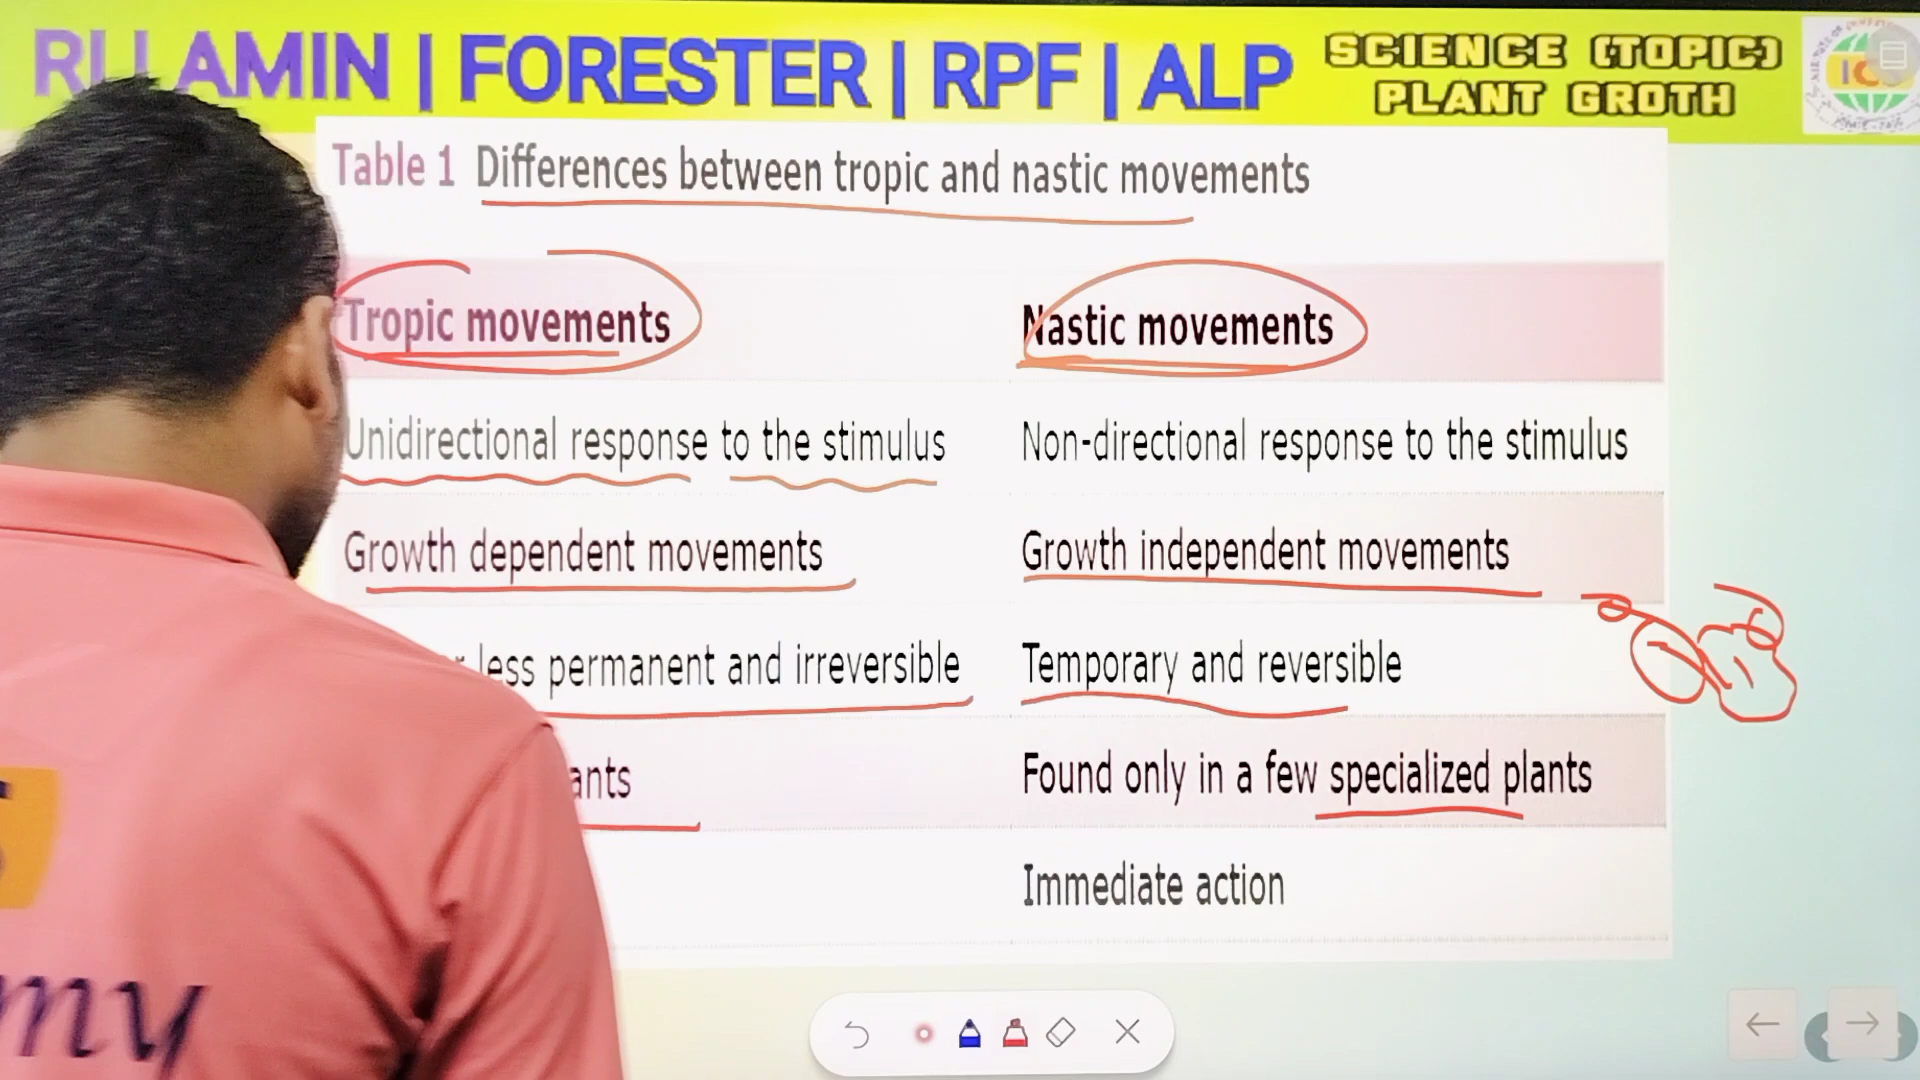 AMIN | FORESTER | RPF | ALP
SCIENCE (TOPIC)
PLANT GROTH
Table 1 Differences between tropic and nastic movements
Tropic movements Nastic movements
Unidirectional response to the stimulus Non-directional response to the stimulus
Growth dependent movements Growth independent movements
less permanent and irreversible Temporary and reversible
Found only in a few specialized plants
Immediate action
my